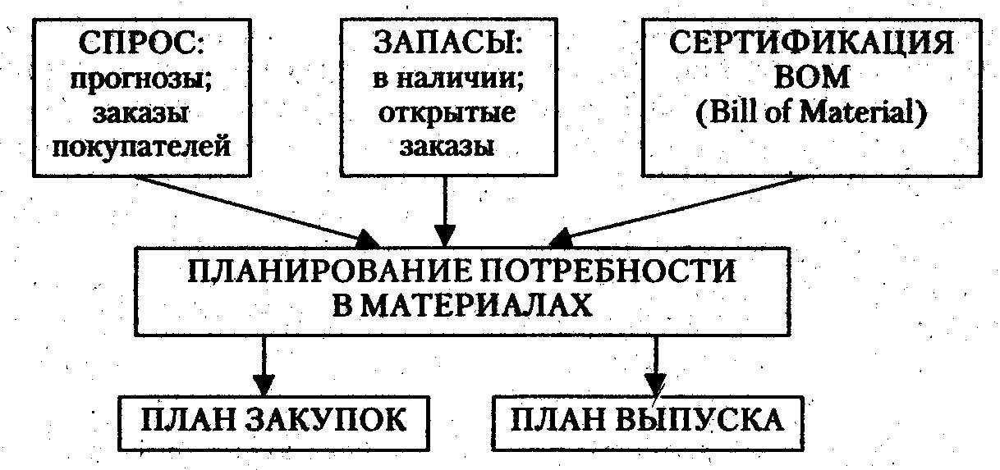 СПРОС:
прогнозы;
заказы
покупателей
ЗАПАСЫ:
в наличии;
открытые
заказы
СЕРТИФИКАЦИЯ
ВОМ
(Bill of Material)
ПЛАНИРОВАНИЕ ПОТРЕБНОСТИ
В МАТЕРИАЛАХ
ПЛАН ЗАКУПОК
ПЛАН ВЫПУСКА